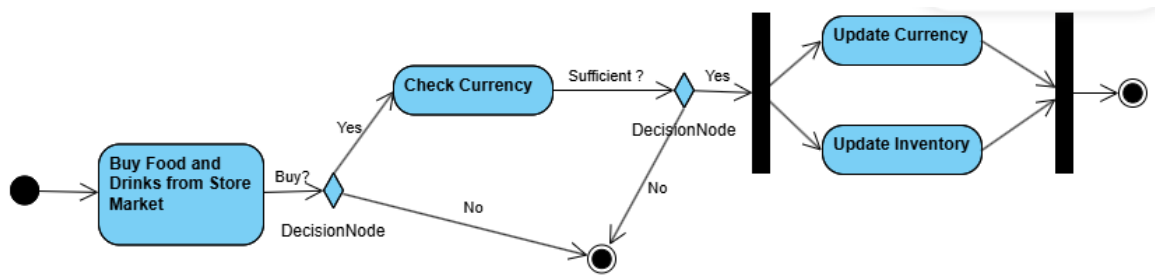 Update Currency
Check Currency
Sufficient ?
Yes
DecisionNode
Yes
Update Inventory
Buy Food and
Drinks from Store
Market
Buy?
DecisionNode
No
No